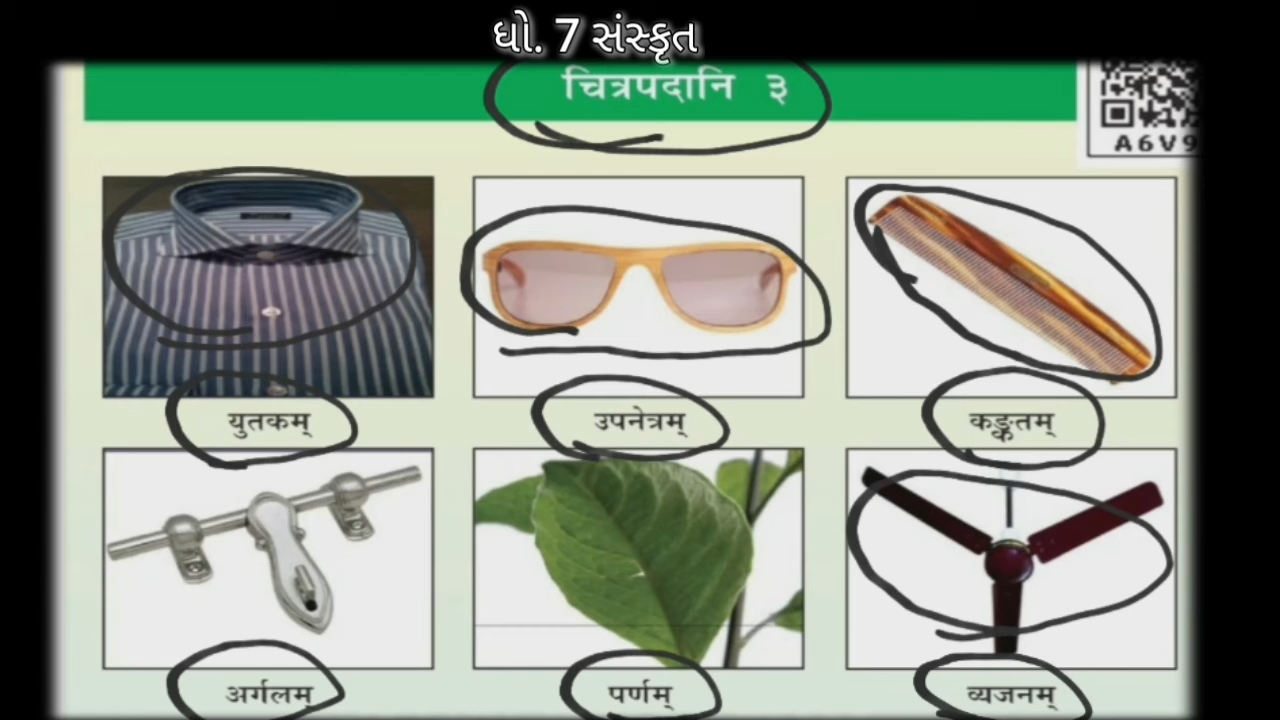 ધો. 7 સંસ્કૃત
चित्रपदानि ३
A6V9
युतकम् उपनेत्रम् कङ्कतम्
अर्गलम् पर्णम् व्यजनम्